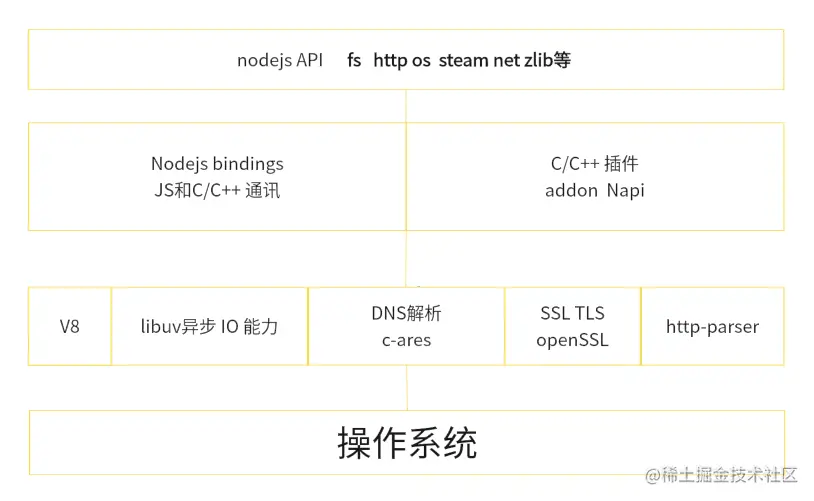 nodejs API fs http os steam net zlib等
Nodejs bindings
JS和C/C++ 通讯
C/C++ 插件
addon Napi
V8
libuv异步 IO 能力
DNS解析
c-ares
SSL TLS
openSSL
http-parser
操作系统
@稀土掘金技术社区